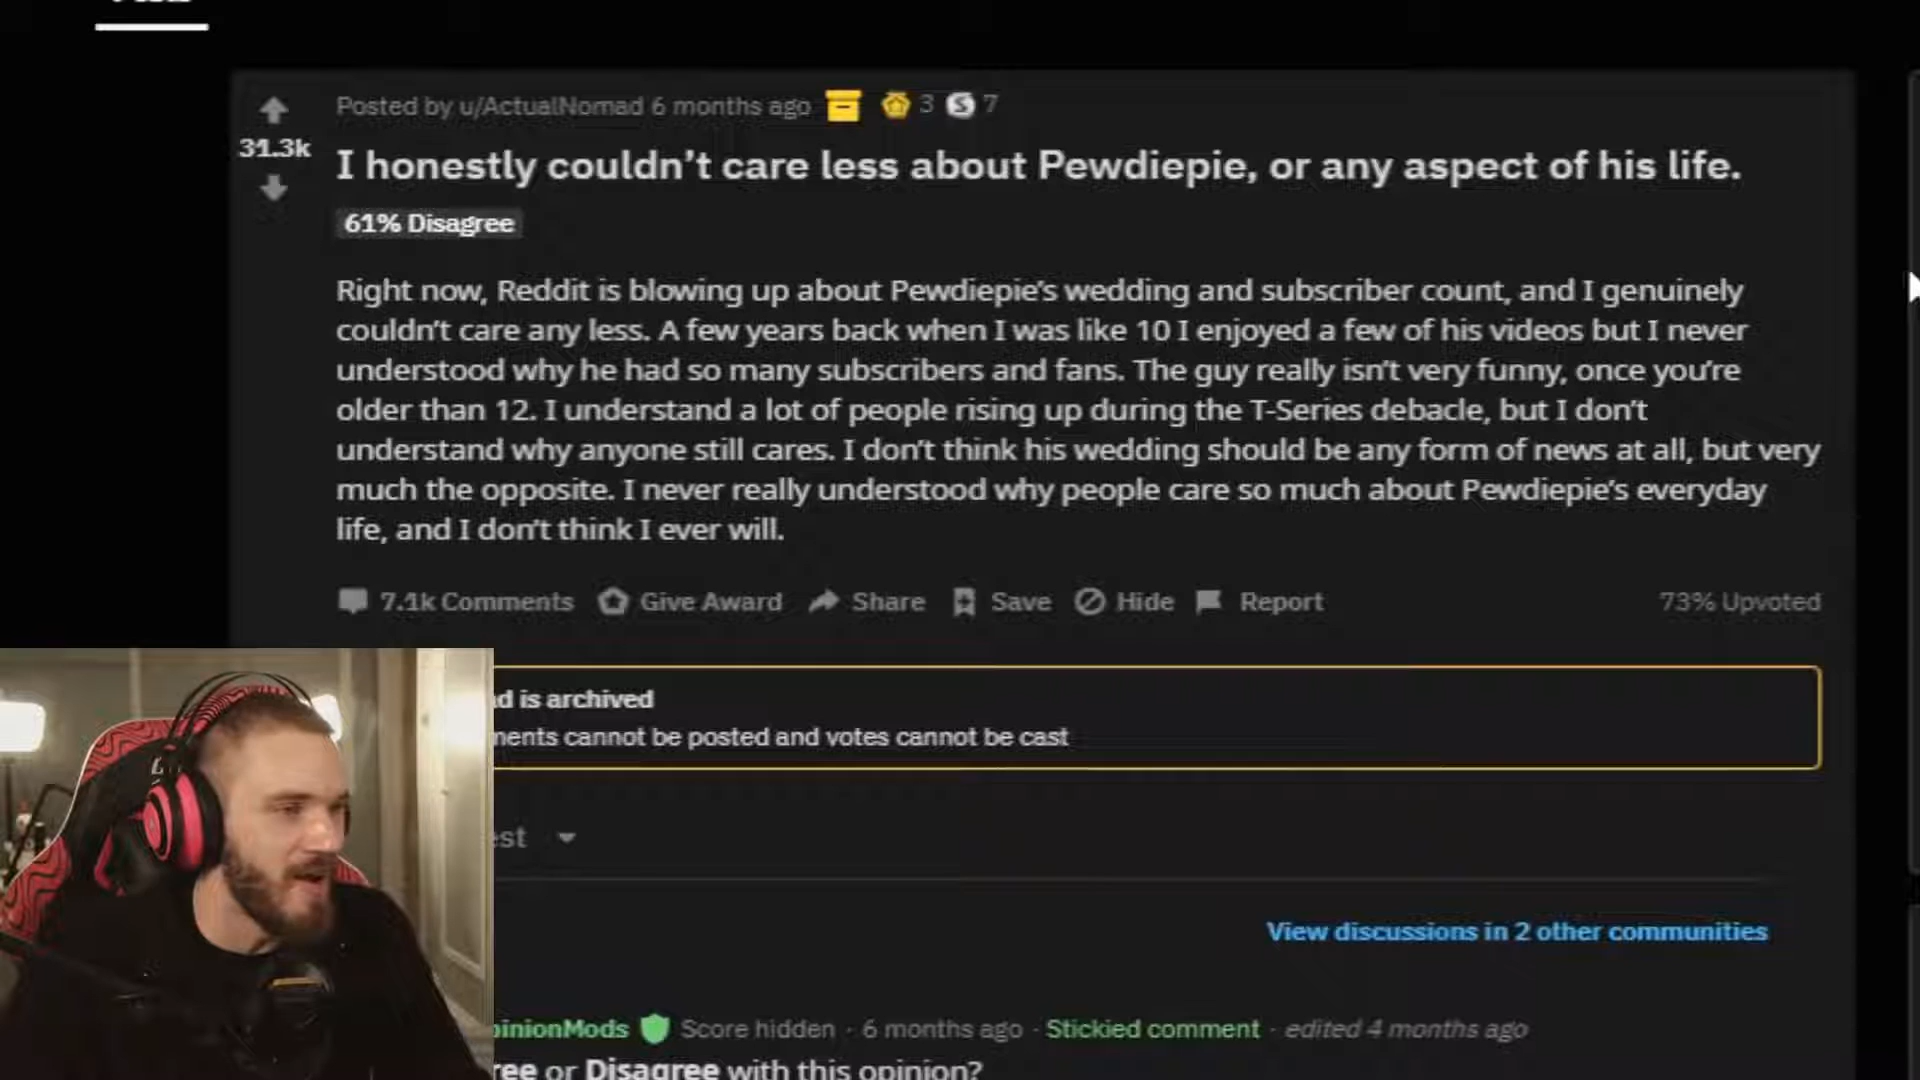 Posted by u/ActualNomad 6 months ago 3 S 7
31.3k
I honestly couldn't care less about Pewdiepie, or any aspect of his life.
61% Disagree
Right now, Reddit is blowing up about Pewdiepie's wedding and subscriber count, and I genuinely
couldn't care any less. A few years back when I was like 10 I enjoyed a few of his videos but I never
understood why he had so many subscribers and fans. The guy really isn't very funny, once you're
older than 12. I understand a lot of people rising up during the T-Series debacle, but I don't
understand why anyone still cares. I don't think his wedding should be any form of news at all, but very
much the opposite. I never really understood why people care so much about Pewdiepie's everyday
life, and I don't think I ever will.
7.1k Comments Give Award Share Save Hide Report 73% Upvoted
d is archived
ments cannot be posted and votes cannot be cast
est
View discussions in 2 other communities
pinionMods Score hidden · 6 months ago · Stickied comment · edited 4 months ago
ree or Disagree with this opinion?